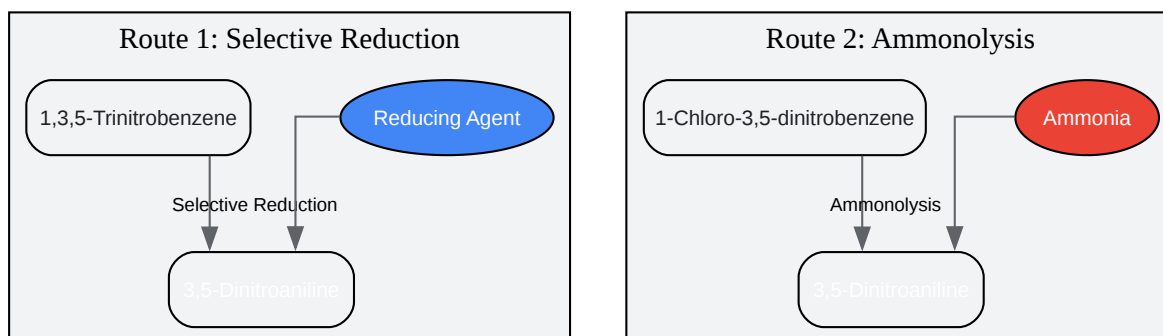 Route 1: Selective Reduction
1,3,5-Trinitrobenzene
Reducing Agent
Selective Reduction
3,5-Dinitroaniline
Route 2: Ammonolysis
1-Chloro-3,5-dinitrobenzene
Ammonia
Ammonolysis
3,5-Dinitroaniline